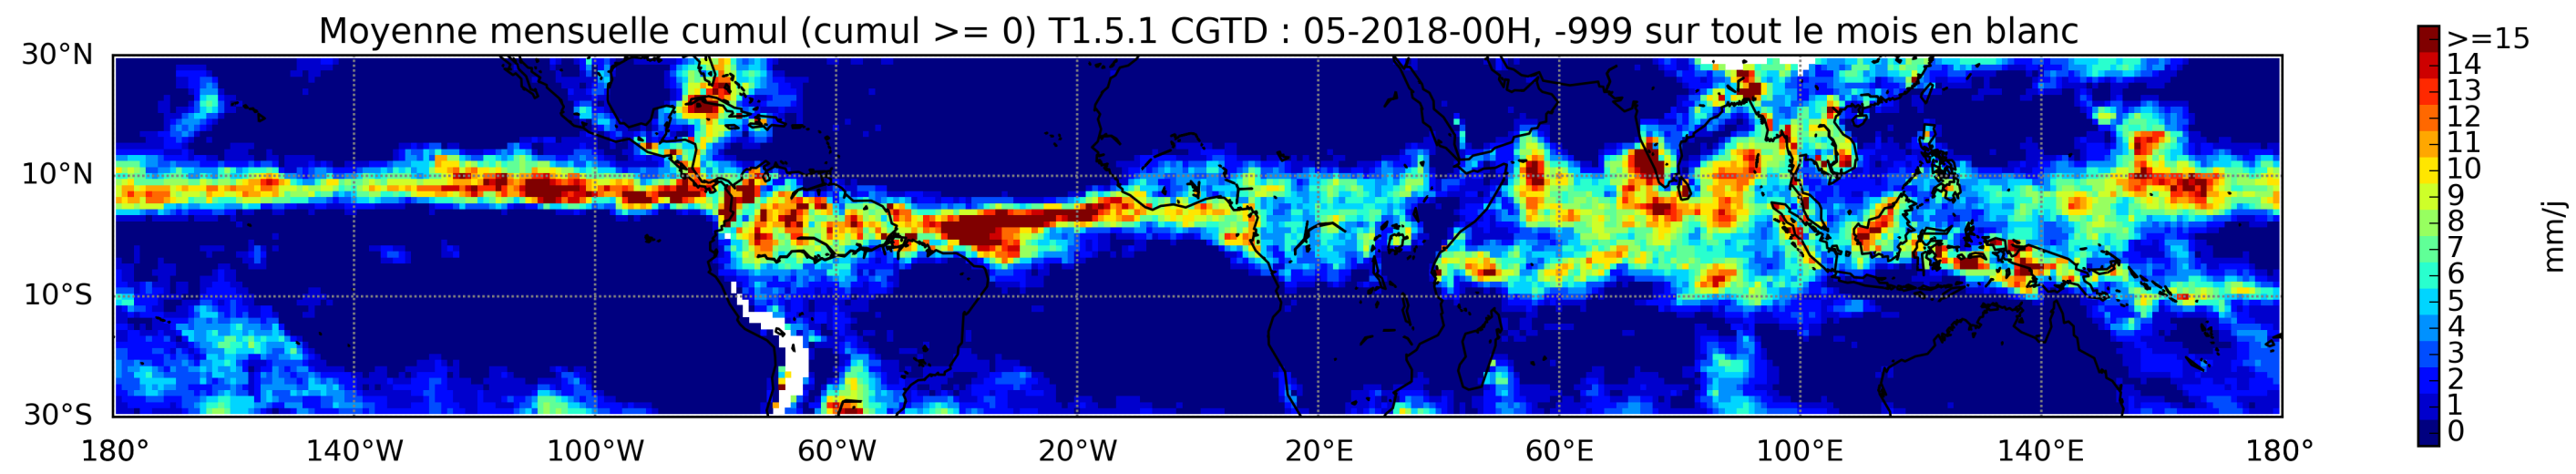 Moyenne mensuelle cumul (cumul >= 0) T1.5.1 CGTD : 05-2018-00H, -999 sur tout le mois en blanc
30°N
10°N
10°S
30°S
180°
140°W
100°W
60°W
20°W
20°E
60°E
100°E
140°E
180°
>=15
14
13
12
11
10
9
8
7
6
5
4
3
2
1
0
mm/j